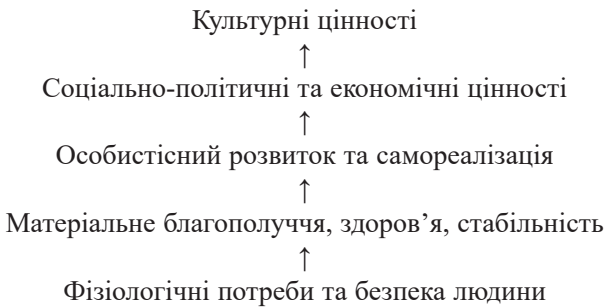 Культурні цінності
↑
Соціально-політичні та економічні цінності
↑
Особистісний розвиток та самореалізація
↑
Матеріальне благополуччя, здоров’я, стабільність
↑
Фізіологічні потреби та безпека людини